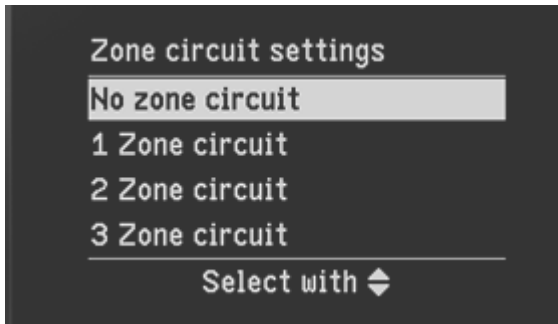 Zone circuit settings
No zone circuit
1 Zone circuit
2 Zone circuit
3 Zone circuit
Select with